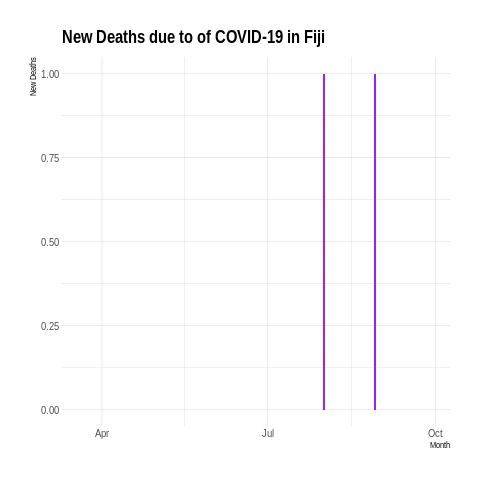 New Deaths due to of COVID-19 in Fiji
New Deaths
1.00
0.75
0.50
0.25
0.00
Apr Jul Oct
Month